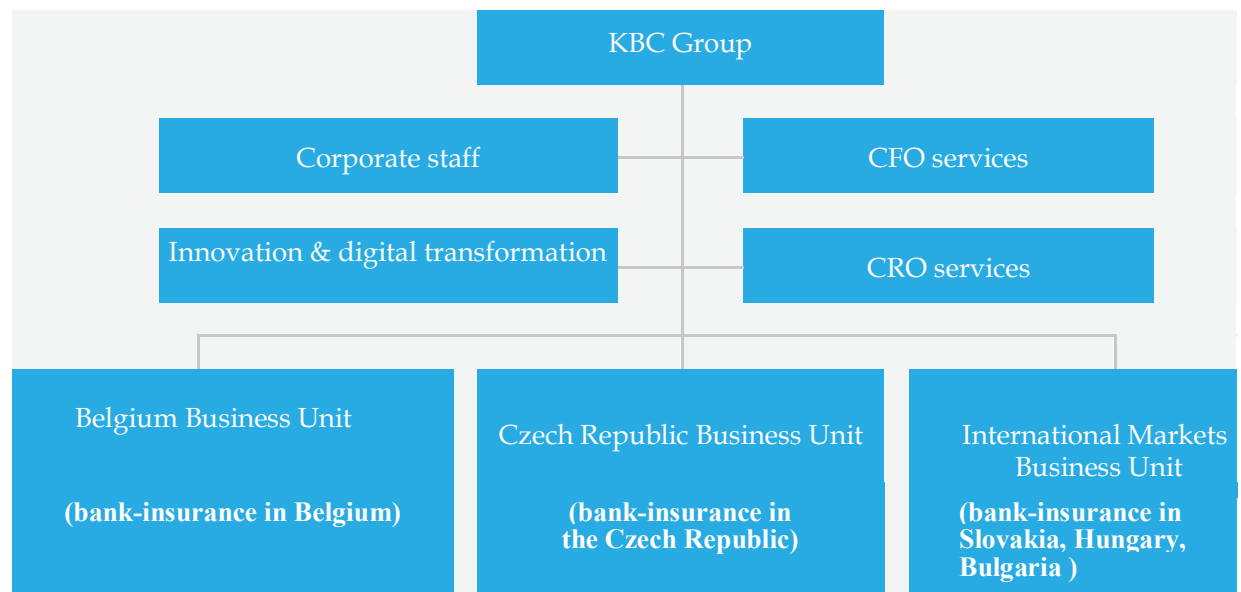 KBC Group
Corporate staff
CFO services
Innovation & digital transformation
CRO services
Belgium Business Unit
(bank-insurance in Belgium)
Czech Republic Business Unit
(bank-insurance in
the Czech Republic)
International Markets
Business Unit
(bank-insurance in
Slovakia, Hungary,
Bulgaria )